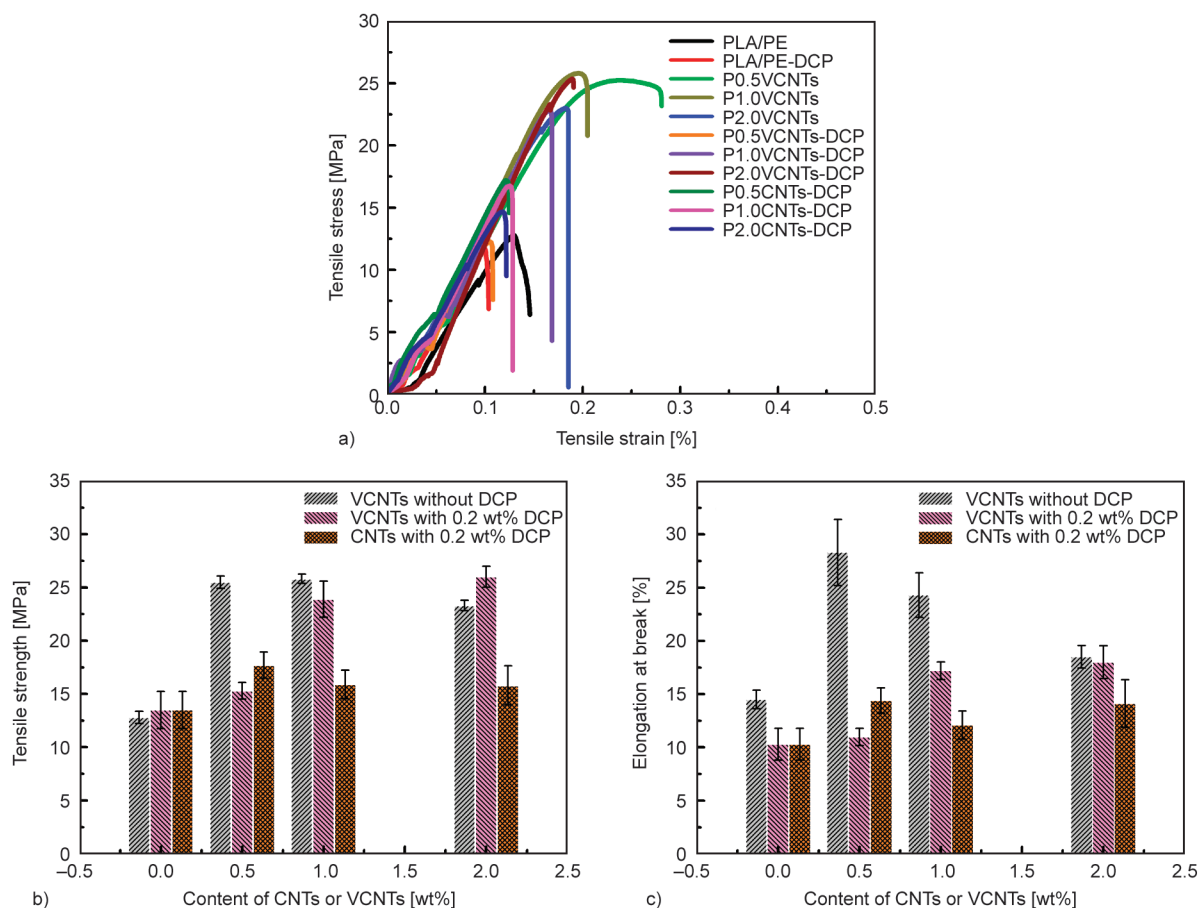 30
25
20
15
10
5
0
Tensile stress [MPa]
PLA/PE
PLA/PE-DCP
P0.5VCNTs
P1.0VCNTs
P2.0VCNTs
P0.5VCNTs-DCP
P1.0VCNTs-DCP
P2.0VCNTs-DCP
P0.5CNTs-DCP
P1.0CNTs-DCP
P2.0CNTs-DCP
0.0 0.1 0.2 0.3 0.4 0.5
Tensile strain [%]
a)
35
30
25
20
15
10
5
0
Tensile strength [MPa]
VCNTs without DCP
VCNTs with 0.2 wt% DCP
CNTs with 0.2 wt% DCP
–0.5 0.0 0.5 1.0 1.5 2.0 2.5
Content of CNTs or VCNTs [wt%]
b)
35
30
25
20
15
10
5
0
Elongation at break [%]
VCNTs without DCP
VCNTs with 0.2 wt% DCP
CNTs with 0.2 wt% DCP
–0.5 0.0 0.5 1.0 1.5 2.0 2.5
Content of CNTs or VCNTs [wt%]
c)